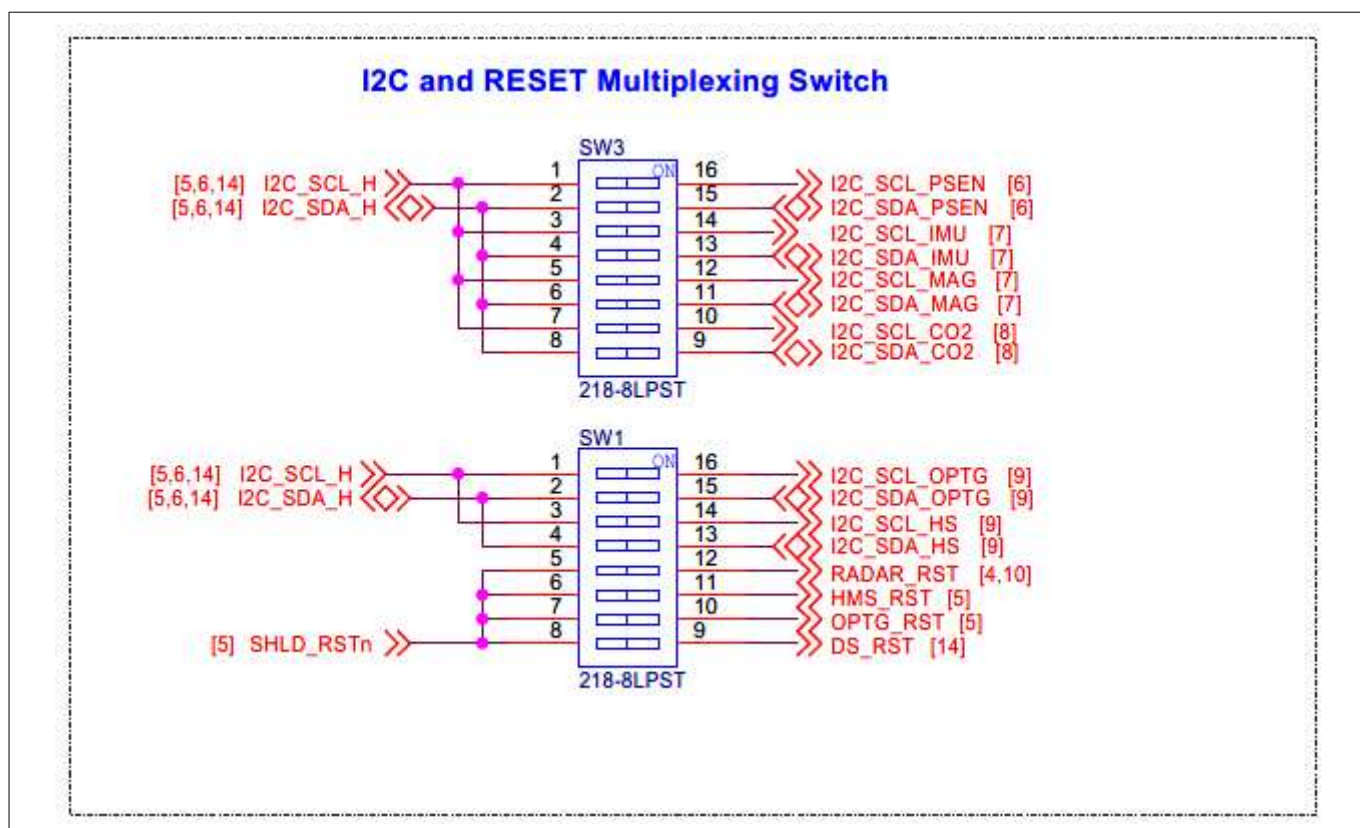 I2C and RESET Multiplexing Switch
SW3
ON
[5,6,14] I2C_SCL_H 1 16 I2C_SCL_PSEN [6]
[5,6,14] I2C_SDA_H 2 15 I2C_SDA_PSEN [6]
3 14 I2C_SCL_IMU [7]
4 13 I2C_SDA_IMU [7]
5 12 I2C_SCL_MAG [7]
6 11 I2C_SDA_MAG [7]
7 10 I2C_SCL_CO2 [8]
8 9 I2C_SDA_CO2 [8]
218-8LPST
SW1
ON
[5,6,14] I2C_SCL_H 1 16 I2C_SCL_OPTG [9]
[5,6,14] I2C_SDA_H 2 15 I2C_SDA_OPTG [9]
3 14 I2C_SCL_HS [9]
4 13 I2C_SDA_HS [9]
5 12 RADAR_RST [4,10]
6 11 HMS_RST [5]
7 10 OPTG_RST [5]
[5] SHLD_RSTn 8 9 DS_RST [14]
218-8LPST